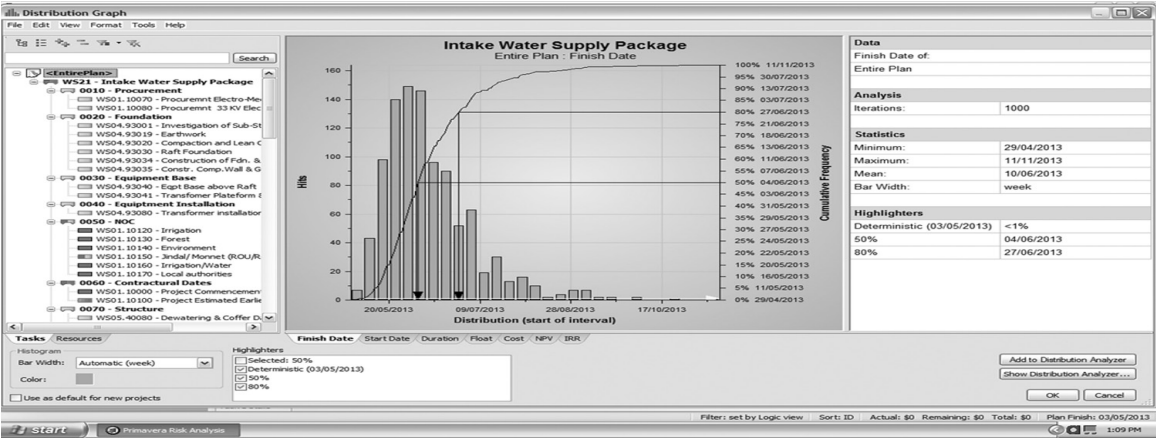 Distribution Graph
File Edit View Format Tools Help
Search
<EntirePlan>
WS21 - Intake Water Supply Package
0010 - Procurement
WS01.10070 - Procuremnt Electro-Me
WS01.10080 - Procuremnt 33 KV Elec
0020 - Foundation
WS04.93001 - Investigation of Sub-St
WS04.93019 - Earthwork
WS04.93020 - Compaction and Lean C
WS04.93030 - Raft Foundation
WS04.93034 - Construction of Fdn. &
WS04.93035 - Constr. Comp.Wall & G
0030 - Equipment Base
WS04.93040 - Eqpt Base above Raft
WS04.93041 - Transfomer Plateform &
0040 - Equiptment Installation
WS04.93080 - Transfomer installation
0050 - NOC
WS01.10120 - Irrigation
WS01.10130 - Forest
WS01.10140 - Environment
WS01.10150 - Jindal/ Monnet (ROU/R
WS01.10160 - Irrigation/Water
WS01.10170 - Local authorities
0060 - Contractural Dates
WS01.10000 - Project Commencement
WS01.10100 - Project Estimated Earlie
0070 - Structure
WS05.40080 - Dewatering & Coffer D
Tasks Resources
Intake Water Supply Package
Entire Plan : Finish Date
Hits
160
140
120
100
80
60
40
20
0
20/05/2013 09/07/2013 28/08/2013 17/10/2013
Distribution (start of interval)
100% 11/11/2013
95% 30/07/2013
90% 13/07/2013
85% 03/07/2013
80% 27/06/2013
75% 21/06/2013
70% 18/06/2013
65% 13/06/2013
60% 11/06/2013
55% 07/06/2013
50% 04/06/2013
45% 03/06/2013
40% 31/05/2013
35% 29/05/2013
30% 27/05/2013
25% 24/05/2013
20% 22/05/2013
15% 20/05/2013
10% 16/05/2013
5% 11/05/2013
0% 29/04/2013
Cumulative Frequency
Data
Finish Date of:
Entire Plan
Analysis
Iterations: 1000
Statistics
Minimum: 29/04/2013
Maximum: 11/11/2013
Mean: 10/06/2013
Bar Width: week
Highlighters
Deterministic (03/05/2013) <1%
50% 04/06/2013
80% 27/06/2013
Finish Date Start Date Duration Float Cost NPV IRR
Histogram
Bar Width: Automatic (week)
Color:
Use as default for new projects
Highlighters
Selected: 50%
Deterministic (03/05/2013)
50%
80%
Add to Distribution Analyzer
Show Distribution Analyzer...
OK Cancel
Filter: set by Logic view Sort: ID Actual: $0 Remaining: $0 Total: $0 Plan Finish: 03/05/2013
start Primavera Risk Analysis 1:09 PM